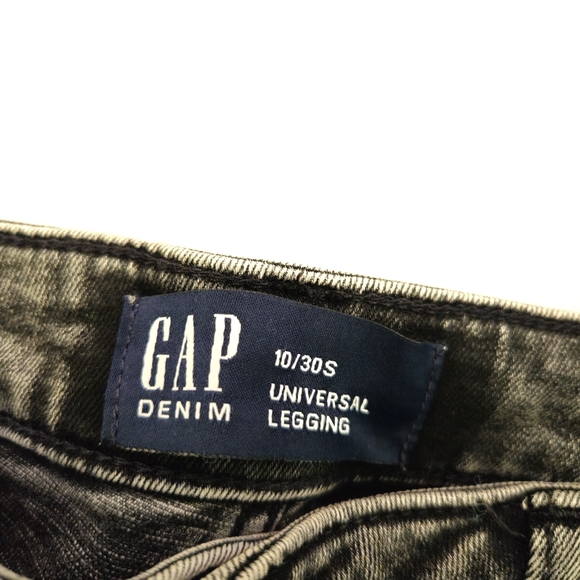 GAP
DENIM
10/30S
UNIVERSAL
LEGGING